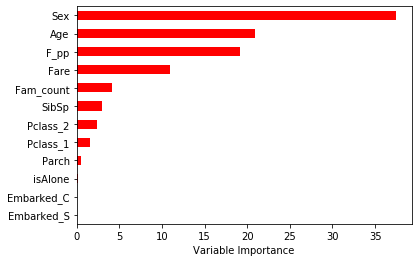 Sex
Age
F_pp
Fare
Fam_count
SibSp
Pclass_2
Pclass_1
Parch
isAlone
Embarked_C
Embarked_S
0 5 10 15 20 25 30 35
Variable Importance